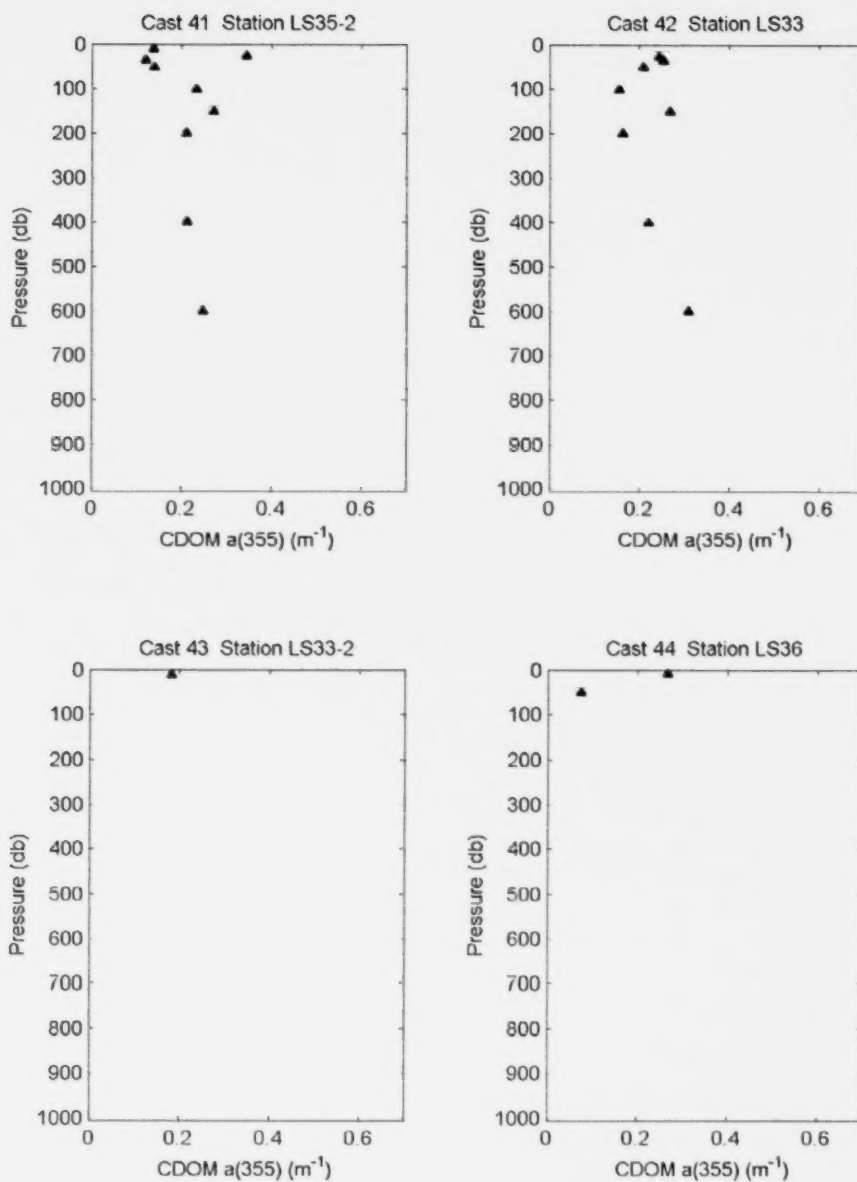 Cast 41 Station LS35-2
0
100
200
300
400
500
600
700
800
900
1000
Pressure (db)
0 0.2 0.4 0.6
CDOM a(355) (m⁻¹)
Cast 42 Station LS33
0
100
200
300
400
500
600
700
800
900
1000
Pressure (db)
0 0.2 0.4 0.6
CDOM a(355) (m⁻¹)
Cast 43 Station LS33-2
0
100
200
300
400
500
600
700
800
900
1000
Pressure (db)
0 0.2 0.4 0.6
CDOM a(355) (m⁻¹)
Cast 44 Station LS36
0
100
200
300
400
500
600
700
800
900
1000
Pressure (db)
0 0.2 0.4 0.6
CDOM a(355) (m⁻¹)